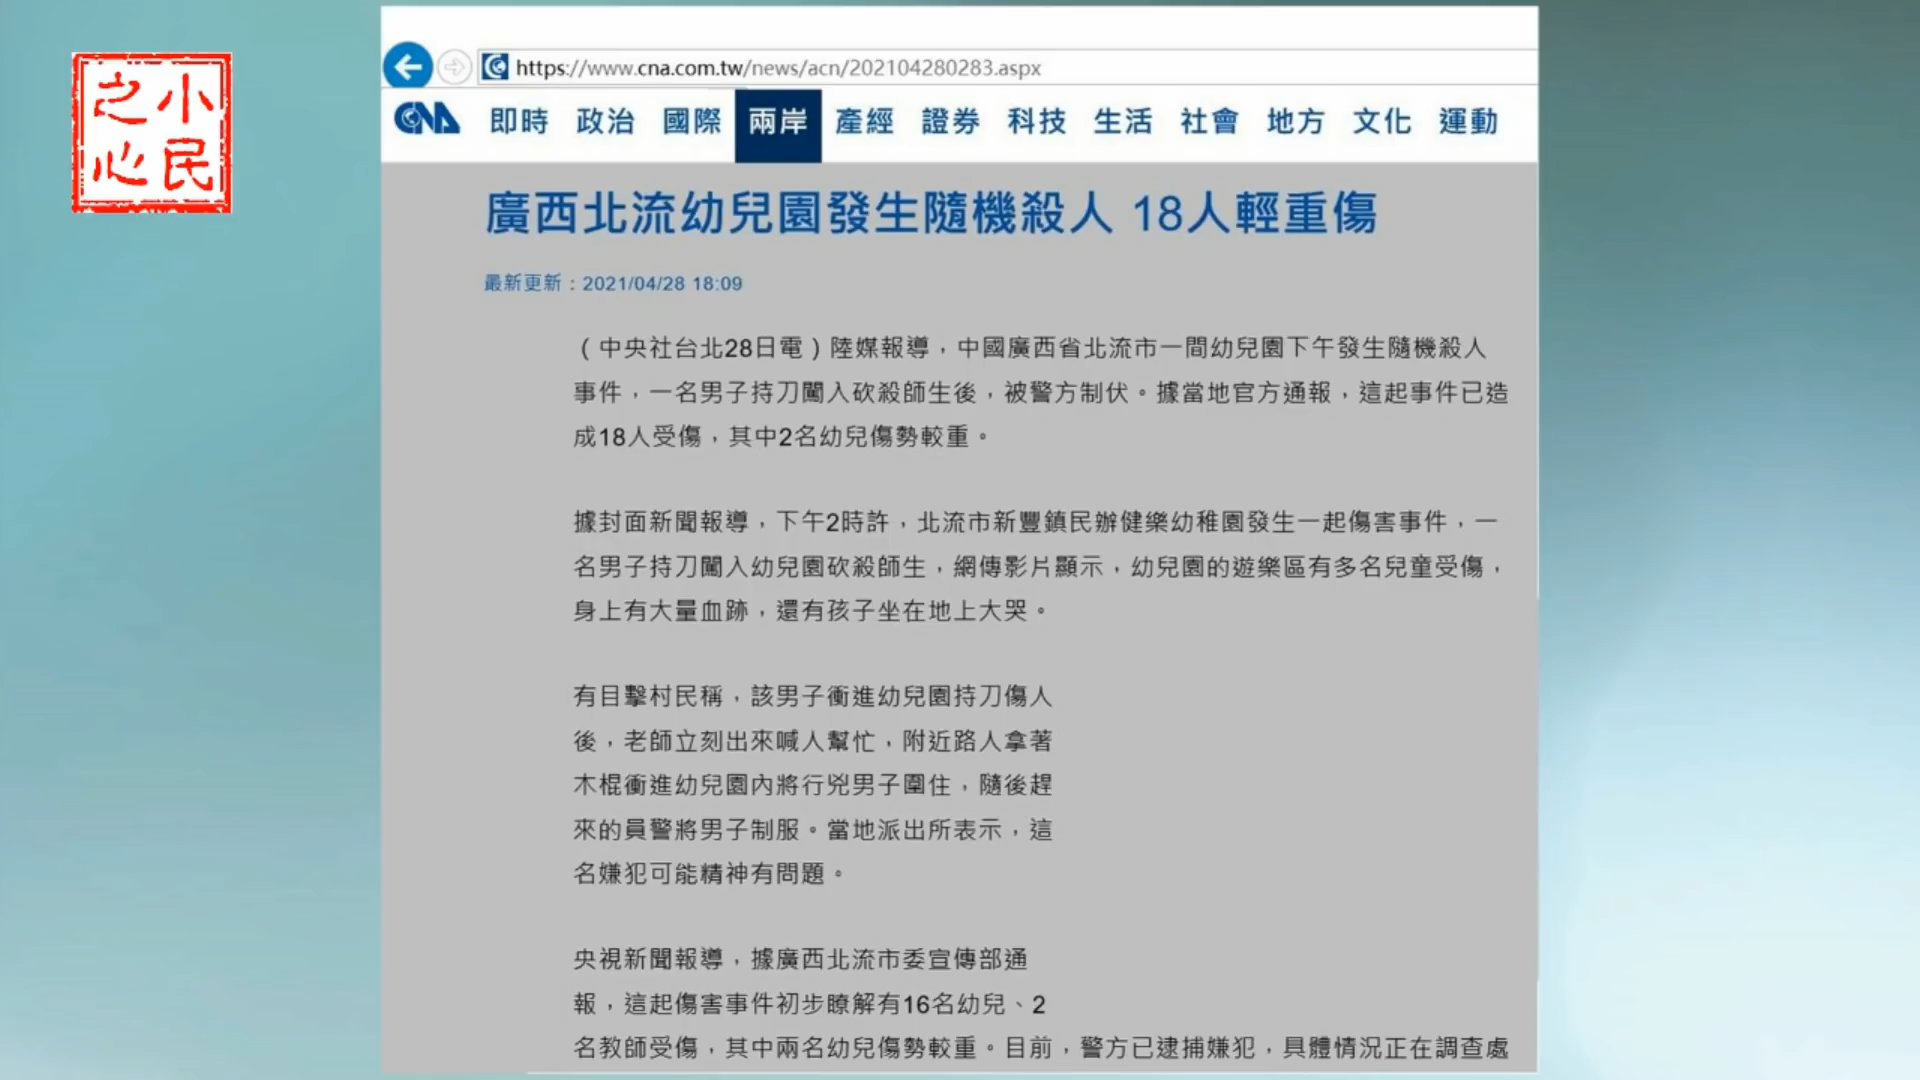 小民之心
https://www.cna.com.tw/news/acn/202104280283.aspx
CNA 即時 政治 國際 兩岸 產經 證券 科技 生活 社會 地方 文化 運動
廣西北流幼兒園發生隨機殺人 18人輕重傷
最新更新：2021/04/28 18:09
（中央社台北28日電）陸媒報導，中國廣西省北流市一間幼兒園下午發生隨機殺人
事件，一名男子持刀闖入砍殺師生後，被警方制伏。據當地官方通報，這起事件已造
成18人受傷，其中2名幼兒傷勢較重。
據封面新聞報導，下午2時許，北流市新豐鎮民辦健樂幼稚園發生一起傷害事件，一
名男子持刀闖入幼兒園砍殺師生，網傳影片顯示，幼兒園的遊樂區有多名兒童受傷，
身上有大量血跡，還有孩子坐在地上大哭。
有目擊村民稱，該男子衝進幼兒園持刀傷人
後，老師立刻出來喊人幫忙，附近路人拿著
木棍衝進幼兒園內將行兇男子圍住，隨後趕
來的員警將男子制服。當地派出所表示，這
名嫌犯可能精神有問題。
央視新聞報導，據廣西北流市委宣傳部通
報，這起傷害事件初步瞭解有16名幼兒、2
名教師受傷，其中兩名幼兒傷勢較重。目前，警方已逮捕嫌犯，具體情況正在調查處